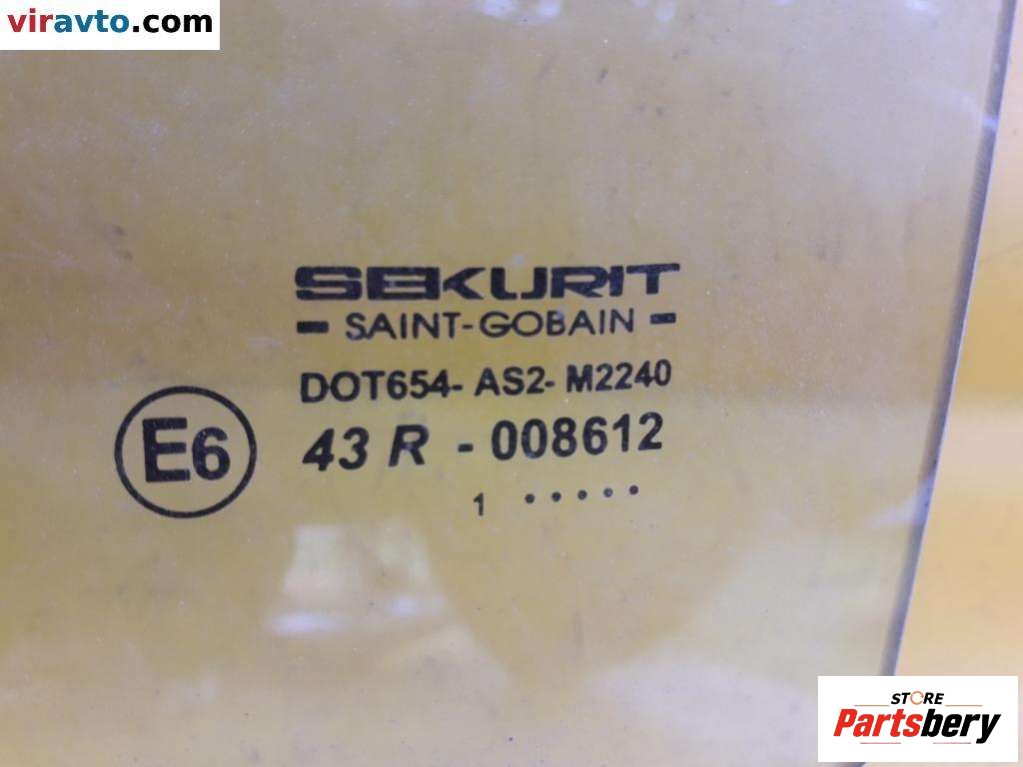 viravto.com
SEKURIT
- SAINT-GOBAIN -
DOT654- AS2- M2240
E6
43 R - 008612
1 •••••
STORE
Partsbery